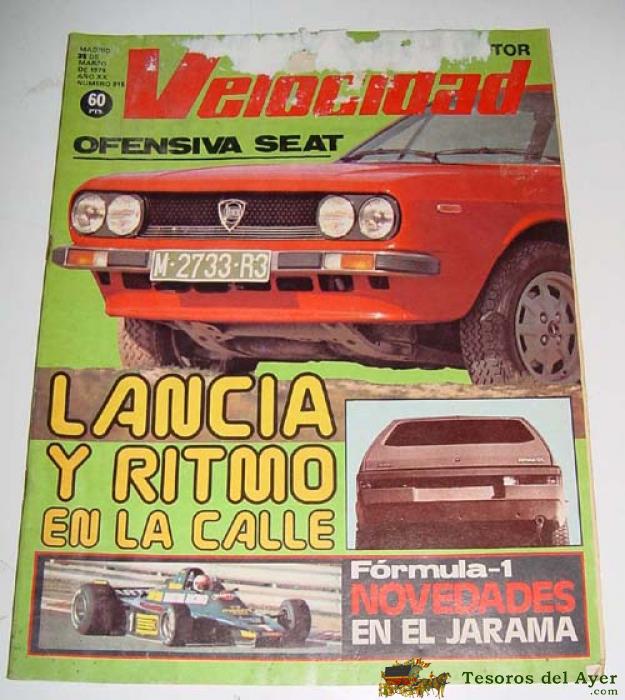 MADRID
DE
MARZO
DE 1979
AÑO XX
60
PTS.
TOR
Velocidad
OFENSIVA SEAT
LANCIA
M-2733-R3
LANCIA
Y RITMO
EN LA CALLE
Fórmula-1
NOVEDADES
EN EL JARAMA
Tesoros del Ayer
.com